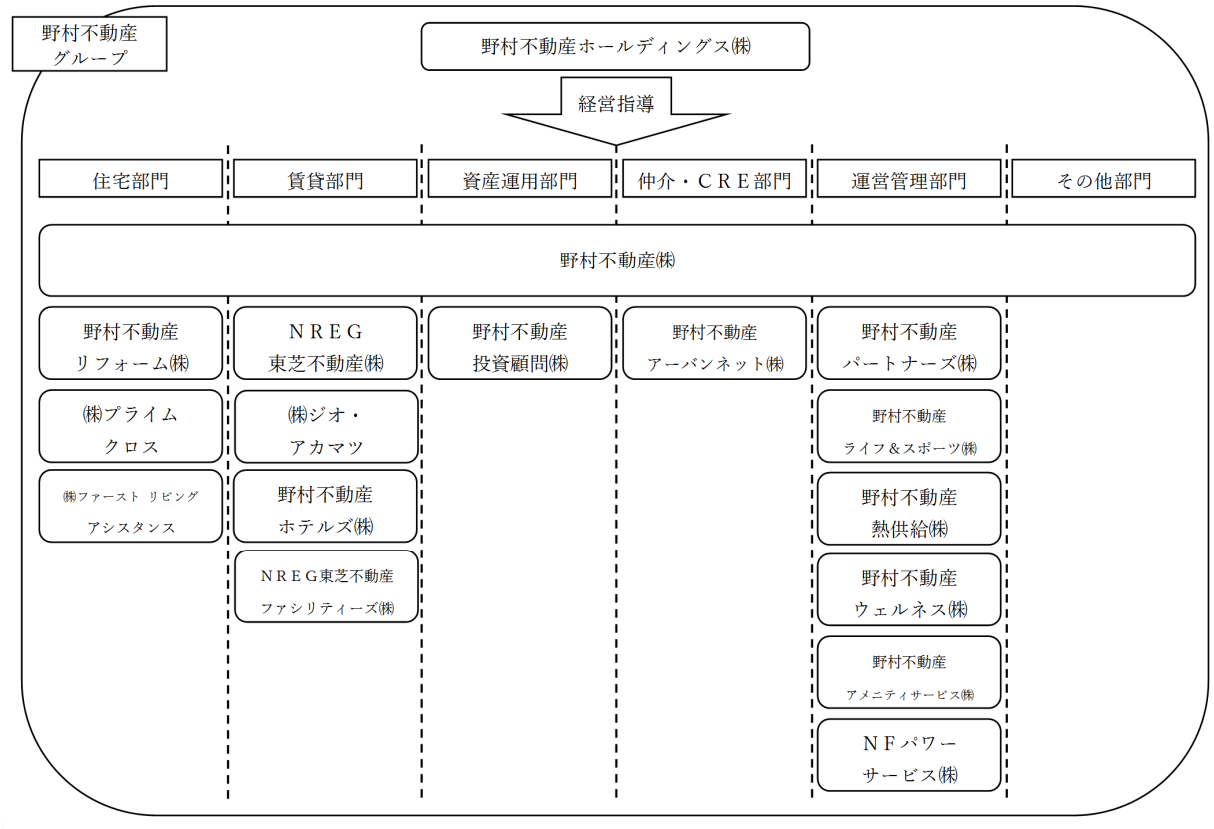 野村不動産
グループ
野村不動産ホールディングス㈱
経営指導
住宅部門
賃貸部門
資産運用部門
仲介・ＣＲＥ部門
運営管理部門
その他部門
野村不動産㈱
野村不動産
リフォーム㈱
㈱プライム
クロス
㈱ファースト リビング
アシスタンス
ＮＲＥＧ
東芝不動産㈱
㈱ジオ・
アカマツ
野村不動産
ホテルズ㈱
ＮＲＥＧ東芝不動産
ファシリティーズ㈱
野村不動産
投資顧問㈱
野村不動産
アーバンネット㈱
野村不動産
パートナーズ㈱
野村不動産
ライフ＆スポーツ㈱
野村不動産
熱供給㈱
野村不動産
ウェルネス㈱
野村不動産
アメニティサービス㈱
ＮＦパワー
サービス㈱